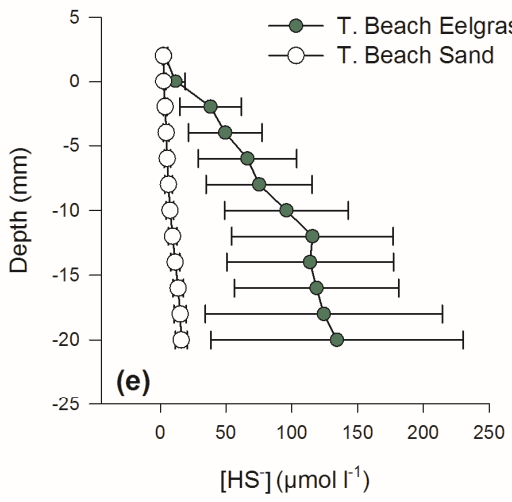 T. Beach Eelgras
T. Beach Sand
5
0
-5
-10
-15
-20
-25
Depth (mm)
(e)
0 50 100 150 200 250
[HS⁻] (μmol l⁻¹)